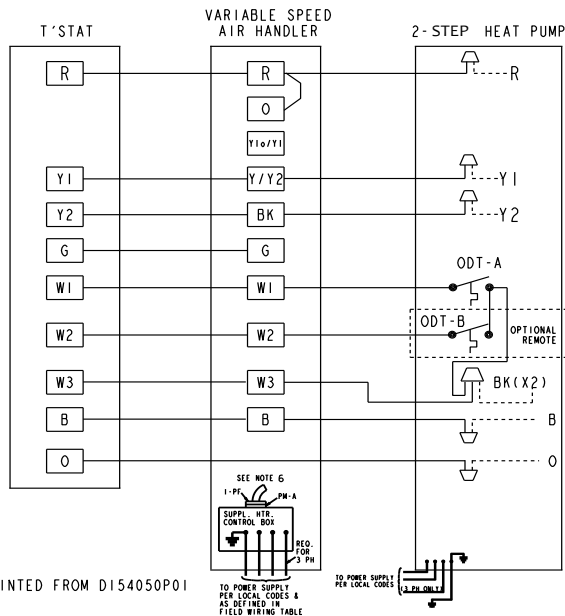 VARIABLE SPEED
T'STAT AIR HANDLER 2-STEP HEAT PUMP
R R R
O
Y1o/Y1
Y1 Y/Y2 Y1
Y2 BK Y2
G G
ODT-A
W1 W1
ODT-B
OPTIONAL
REMOTE
W2 W2
W3 W3 BK(X2)
B B B
O O
SEE NOTE 6
1-PF PM-A
SUPPL. HTR.
CONTROL BOX
REQ.
FOR
3 PH
TO POWER SUPPLY
PER LOCAL CODES &
AS DEFINED IN
FIELD WIRING TABLE
TO POWER SUPPLY
PER LOCAL CODES
(3 PH ONLY)
INTED FROM D154050P01